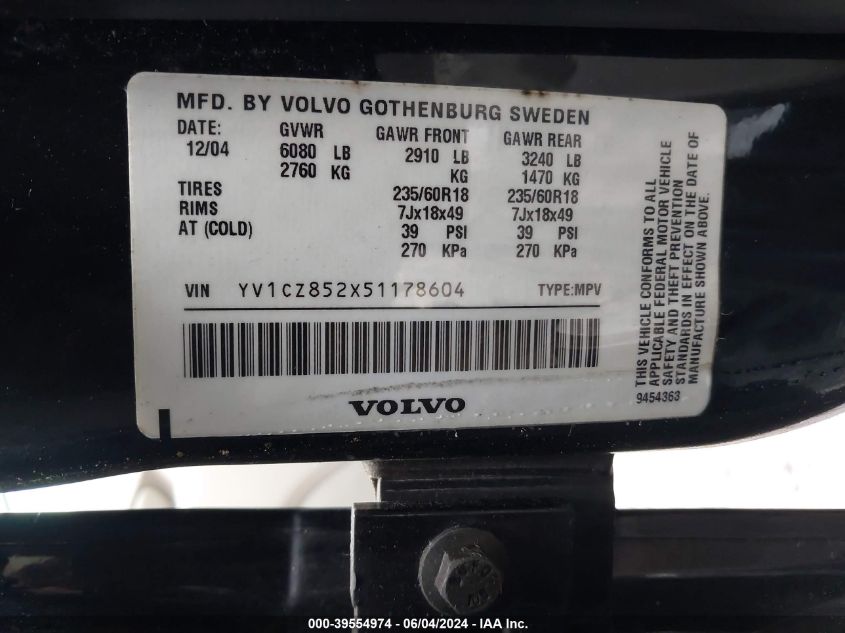 MFD. BY VOLVO GOTHENBURG SWEDEN
DATE: GVWR GAWR FRONT GAWR REAR
12/04 6080 LB 2910 LB 3240 LB
2760 KG KG 1470 KG
TIRES 235/60R18 235/60R18
RIMS 7Jx18x49 7Jx18x49
AT (COLD) 39 PSI 39 PSI
270 KPa 270 KPa
VIN YV1CZ852X51178604 TYPE:MPV
VOLVO
THIS VEHICLE CONFORMS TO ALL
APPLICABLE FEDERAL MOTOR VEHICLE
SAFETY AND THEFT PREVENTION
STANDARDS IN EFFECT ON THE DATE OF
MANUFACTURE SHOWN ABOVE.
9454363
000-39554974 - 06/04/2024 - IAA Inc.